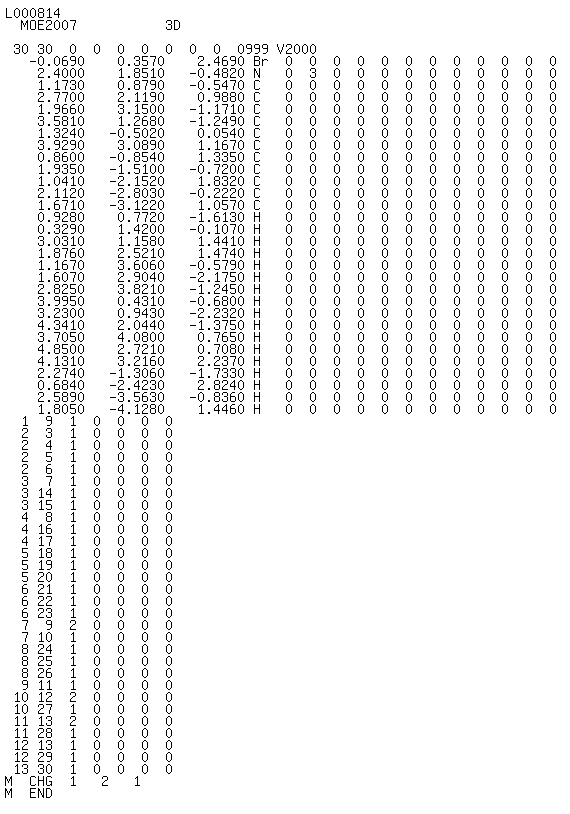 L000814
  MOE2007           3D

 30 30  0  0  0  0  0  0  0  0999 V2000
   -0.0690    0.3570    2.4690 Br  0  0  0  0  0  0  0  0  0  0  0  0
    2.4000    1.8510   -0.4820 N   0  3  0  0  0  0  0  0  0  0  0  0
    1.1730    0.8790   -0.5470 C   0  0  0  0  0  0  0  0  0  0  0  0
    2.7700    2.1190    0.9880 C   0  0  0  0  0  0  0  0  0  0  0  0
    1.9660    3.1500   -1.1710 C   0  0  0  0  0  0  0  0  0  0  0  0
    3.5810    1.2680   -1.2490 C   0  0  0  0  0  0  0  0  0  0  0  0
    1.3240   -0.5020    0.0540 C   0  0  0  0  0  0  0  0  0  0  0  0
    3.9290    3.0890    1.1670 C   0  0  0  0  0  0  0  0  0  0  0  0
    0.8600   -0.8540    1.3350 C   0  0  0  0  0  0  0  0  0  0  0  0
    1.9350   -1.5100   -0.7200 C   0  0  0  0  0  0  0  0  0  0  0  0
    1.0410   -2.1520    1.8320 C   0  0  0  0  0  0  0  0  0  0  0  0
    2.1120   -2.8030   -0.2220 C   0  0  0  0  0  0  0  0  0  0  0  0
    1.6710   -3.1220    1.0570 C   0  0  0  0  0  0  0  0  0  0  0  0
    0.9280    0.7720   -1.6130 H   0  0  0  0  0  0  0  0  0  0  0  0
    0.3290    1.4200   -0.1070 H   0  0  0  0  0  0  0  0  0  0  0  0
    3.0310    1.1580    1.4410 H   0  0  0  0  0  0  0  0  0  0  0  0
    1.8760    2.5210    1.4740 H   0  0  0  0  0  0  0  0  0  0  0  0
    1.1670    3.6060   -0.5790 H   0  0  0  0  0  0  0  0  0  0  0  0
    1.6070    2.9040   -2.1750 H   0  0  0  0  0  0  0  0  0  0  0  0
    2.8250    3.8210   -1.2450 H   0  0  0  0  0  0  0  0  0  0  0  0
    3.9950    0.4310   -0.6800 H   0  0  0  0  0  0  0  0  0  0  0  0
    3.2300    0.9430   -2.2320 H   0  0  0  0  0  0  0  0  0  0  0  0
    4.3410    2.0440   -1.3750 H   0  0  0  0  0  0  0  0  0  0  0  0
    3.7050    4.0800    0.7650 H   0  0  0  0  0  0  0  0  0  0  0  0
    4.8500    2.7210    0.7080 H   0  0  0  0  0  0  0  0  0  0  0  0
    4.1310    3.2160    2.2370 H   0  0  0  0  0  0  0  0  0  0  0  0
    2.2740   -1.3060   -1.7330 H   0  0  0  0  0  0  0  0  0  0  0  0
    0.6840   -2.4230    2.8240 H   0  0  0  0  0  0  0  0  0  0  0  0
    2.5890   -3.5630   -0.8360 H   0  0  0  0  0  0  0  0  0  0  0  0
    1.8050   -4.1280    1.4460 H   0  0  0  0  0  0  0  0  0  0  0  0
  1  9  1  0  0  0  0
  2  3  1  0  0  0  0
  2  4  1  0  0  0  0
  2  5  1  0  0  0  0
  2  6  1  0  0  0  0
  3  7  1  0  0  0  0
  3 14  1  0  0  0  0
  3 15  1  0  0  0  0
  4  8  1  0  0  0  0
  4 16  1  0  0  0  0
  4 17  1  0  0  0  0
  5 18  1  0  0  0  0
  5 19  1  0  0  0  0
  5 20  1  0  0  0  0
  6 21  1  0  0  0  0
  6 22  1  0  0  0  0
  6 23  1  0  0  0  0
  7  9  2  0  0  0  0
  7 10  1  0  0  0  0
  8 24  1  0  0  0  0
  8 25  1  0  0  0  0
  8 26  1  0  0  0  0
  9 11  1  0  0  0  0
 10 12  2  0  0  0  0
 10 27  1  0  0  0  0
 11 13  2  0  0  0  0
 11 28  1  0  0  0  0
 12 13  1  0  0  0  0
 12 29  1  0  0  0  0
 13 30  1  0  0  0  0
M  CHG  1   2   1
M  END